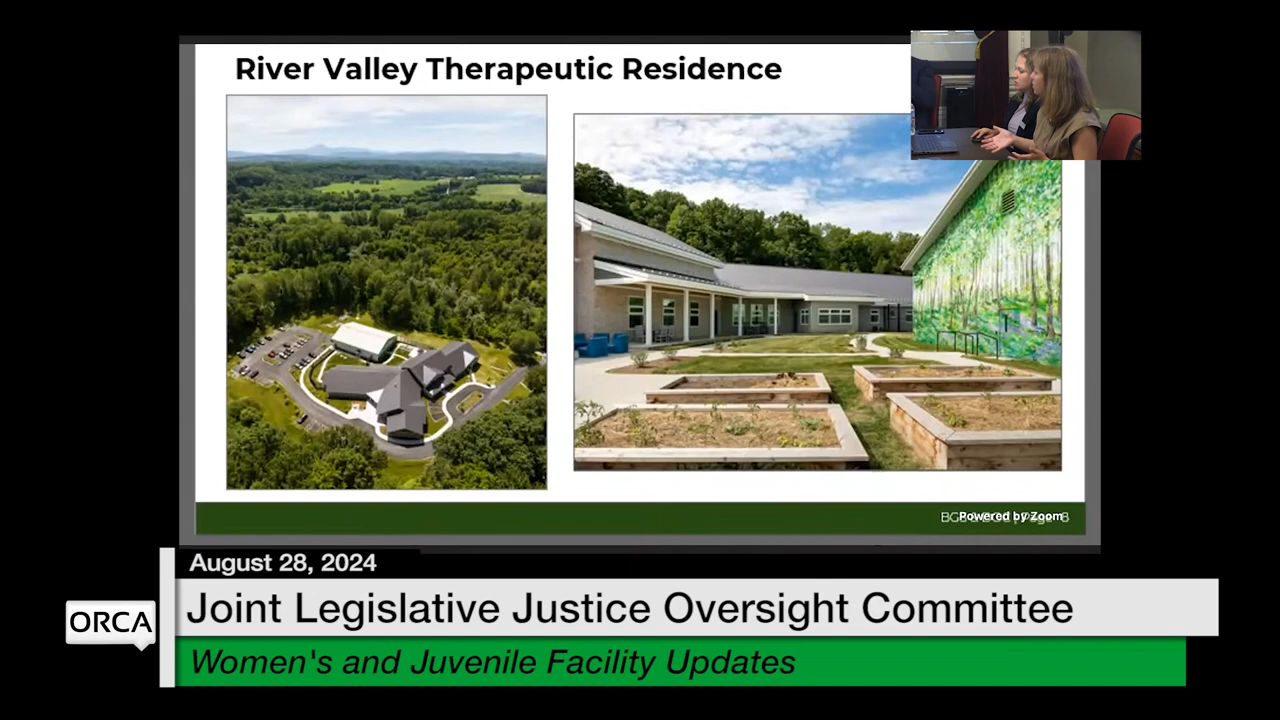 River Valley Therapeutic Residence
Powered by Zoom
August 28, 2024
Joint Legislative Justice Oversight Committee
ORCA
Women's and Juvenile Facility Updates